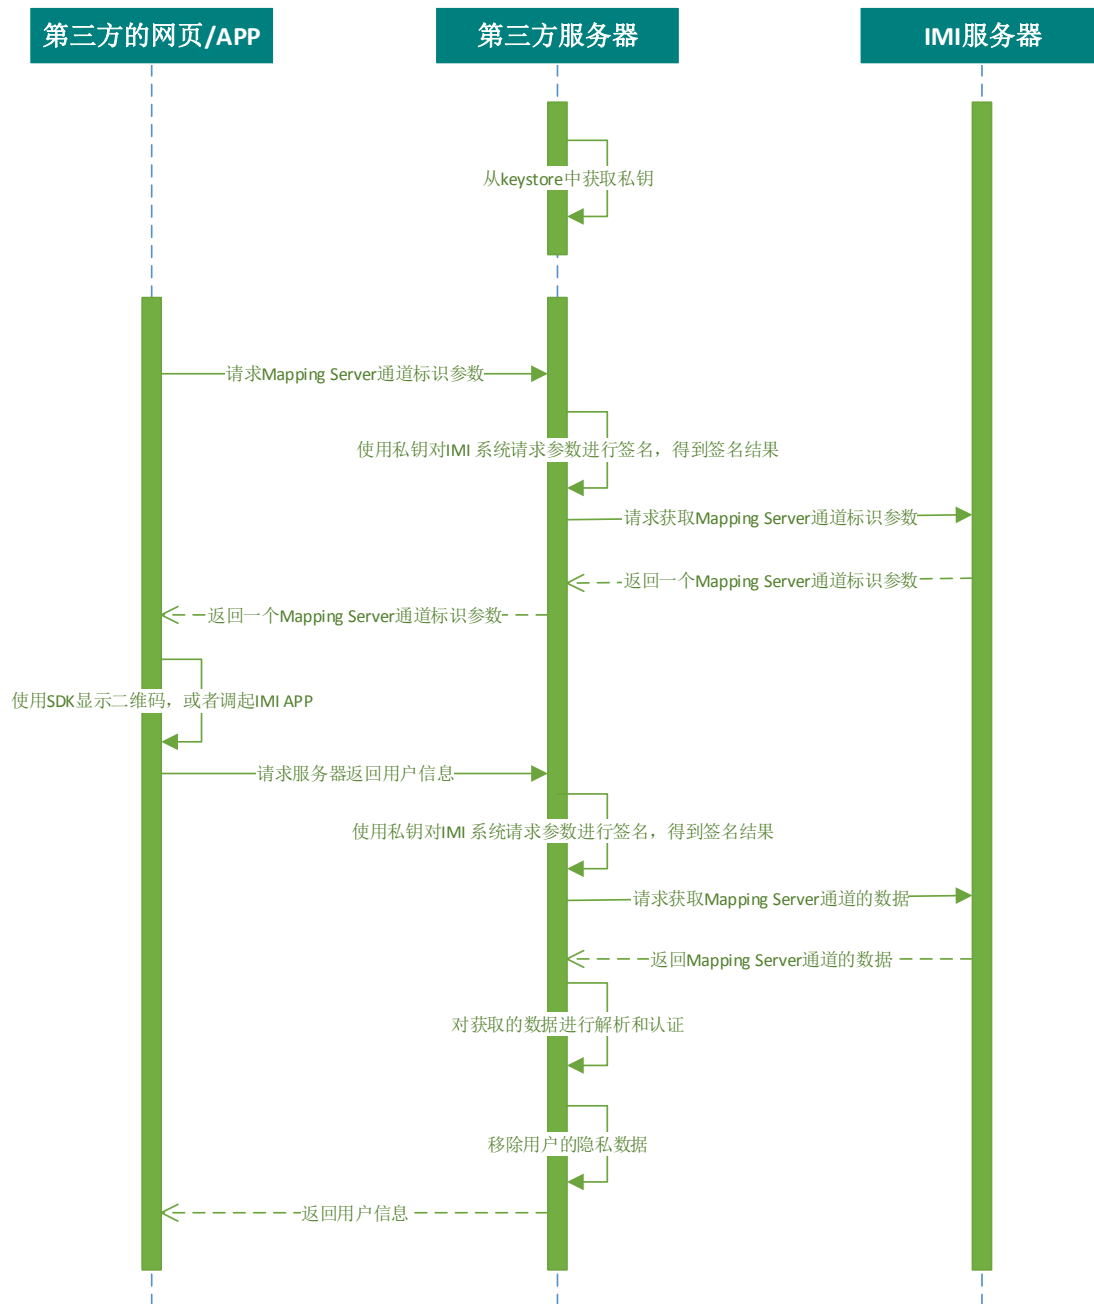 第三方的网页/APP
第三方服务器
IMI服务器
从keystore中获取私钥
请求Mapping Server通道标识参数
使用私钥对IMI 系统请求参数进行签名，得到签名结果
请求获取Mapping Server通道标识参数
返回一个Mapping Server通道标识参数
返回一个Mapping Server通道标识参数
使用SDK显示二维码，或者调起IMI APP
请求服务器返回用户信息
使用私钥对IMI 系统请求参数进行签名，得到签名结果
请求获取Mapping Server通道的数据
返回Mapping Server通道的数据
对获取的数据进行解析和认证
移除用户的隐私数据
返回用户信息